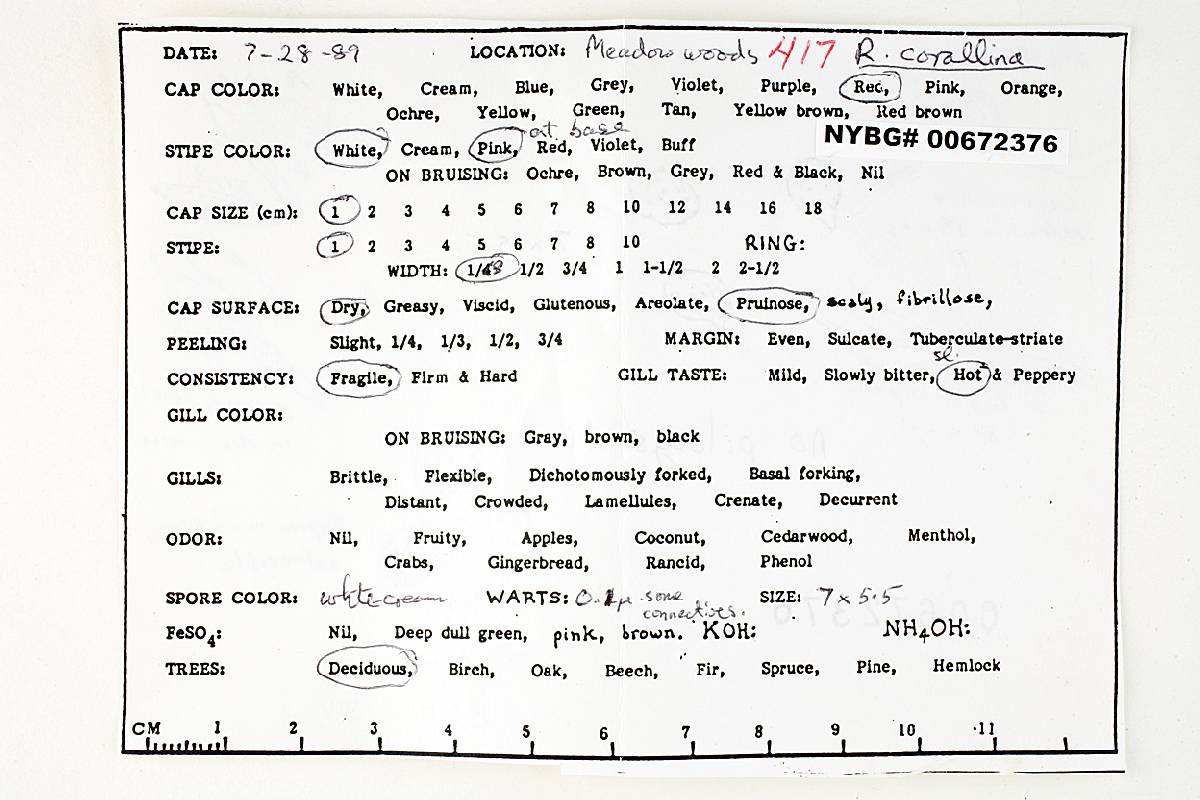 DATE: 7-28-89 LOCATION: Meadow woods 417 R. corallina
CAP COLOR: White, Cream, Blue, Grey, Violet, Purple, Red, Pink, Orange,
Ochre, Yellow, Green, Tan, Yellow brown, Red brown
at base
NYBG# 00672376
STIPE COLOR: White, Cream, Pink, Red, Violet, Buff
ON BRUISING: Ochre, Brown, Grey, Red & Black, Nil
CAP SIZE (cm): 1 2 3 4 5 6 7 8 10 12 14 16 18
STIPE: 1 2 3 4 5 6 7 8 10 RING:
WIDTH: 1/8 1/2 3/4 1 1-1/2 2 2-1/2
CAP SURFACE: Dry, Greasy, Viscid, Glutenous, Areolate, Pruinose, scaly, fibrillose,
PEELING: Slight, 1/4, 1/3, 1/2, 3/4 MARGIN: Even, Sulcate, Tuberculate-striate
sl.
CONSISTENCY: Fragile, Firm & Hard GILL TASTE: Mild, Slowly bitter, Hot & Peppery
GILL COLOR:
ON BRUISING: Gray, brown, black
GILLS: Brittle, Flexible, Dichotomously forked, Basal forking,
Distant, Crowded, Lamellules, Crenate, Decurrent
ODOR: Nil, Fruity, Apples, Coconut, Cedarwood, Menthol,
Crabs, Gingerbread, Rancid, Phenol
SPORE COLOR: white cream WARTS: 0.1µ some SIZE: 7 x 5.5
connectives.
FeSO4: Nil, Deep dull green, pink, brown. KOH: NH4OH:
TREES: Deciduous, Birch, Oak, Beech, Fir, Spruce, Pine, Hemlock
CM 1 2 3 4 5 6 7 8 9 10 11